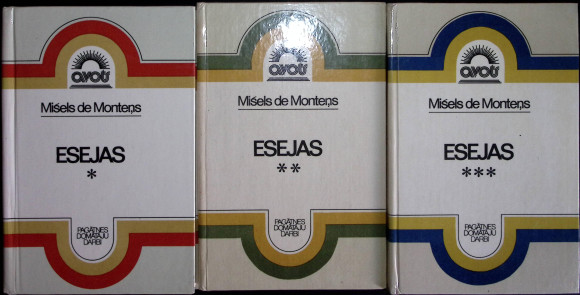 avots
Mišels de Monteņs
ESEJAS
*
PAGĀTNES
DOMĀTĀJU
DARBI
avots
Mišels de Monteņs
ESEJAS
**
PAGĀTNES
DOMĀTĀJU
DARBI
avots
Mišels de Monteņs
ESEJAS
***
PAGĀTNES
DOMĀTĀJU
DARBI